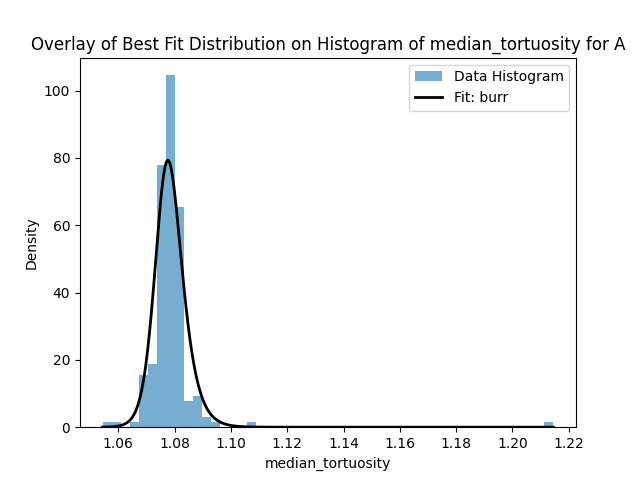 Overlay of Best Fit Distribution on Histogram of median_tortuosity for A
Data Histogram
Fit: burr
Density
100
80
60
40
20
0
1.06 1.08 1.10 1.12 1.14 1.16 1.18 1.20 1.22
median_tortuosity